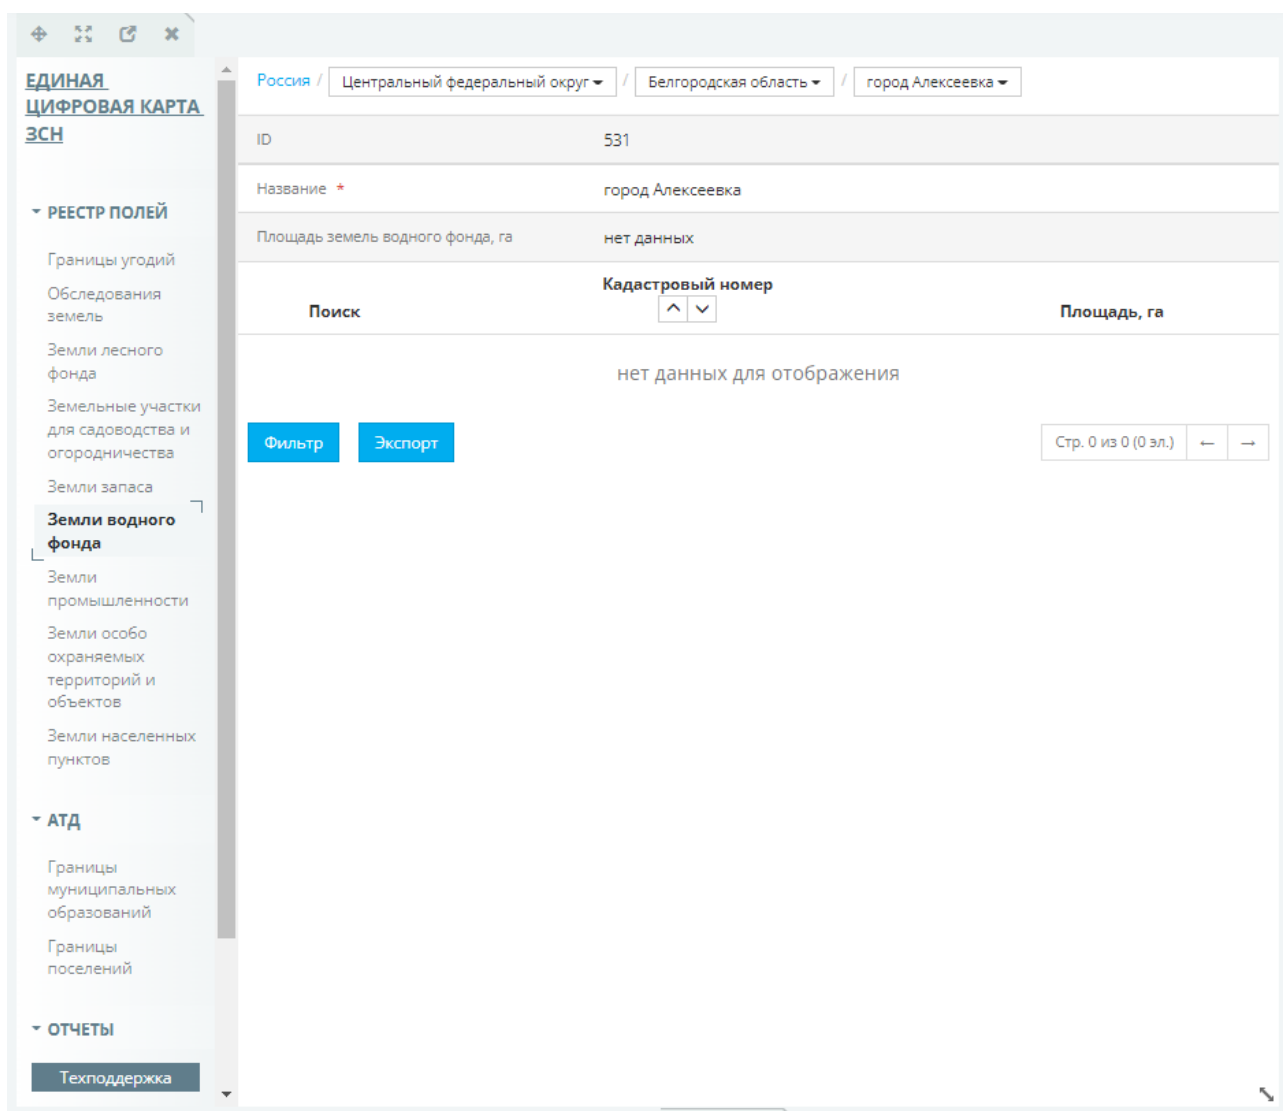 ЕДИНАЯ
ЦИФРОВАЯ КАРТА
ЗСН
РЕЕСТР ПОЛЕЙ
Границы угодий
Обследования
земель
Земли лесного
фонда
Земельные участки
для садоводства и
огородничества
Земли запаса
Земли водного
фонда
Земли
промышленности
Земли особо
охраняемых
территорий и
объектов
Земли населенных
пунктов
АТД
Границы
муниципальных
образований
Границы
поселений
ОТЧЕТЫ
Техподдержка
Россия / Центральный федеральный округ / Белгородская область / город Алексеевка
ID 531
Название * город Алексеевка
Площадь земель водного фонда, га нет данных
Поиск Кадастровый номер Площадь, га
нет данных для отображения
Фильтр Экспорт Стр. 0 из 0 (0 эл.) ← →